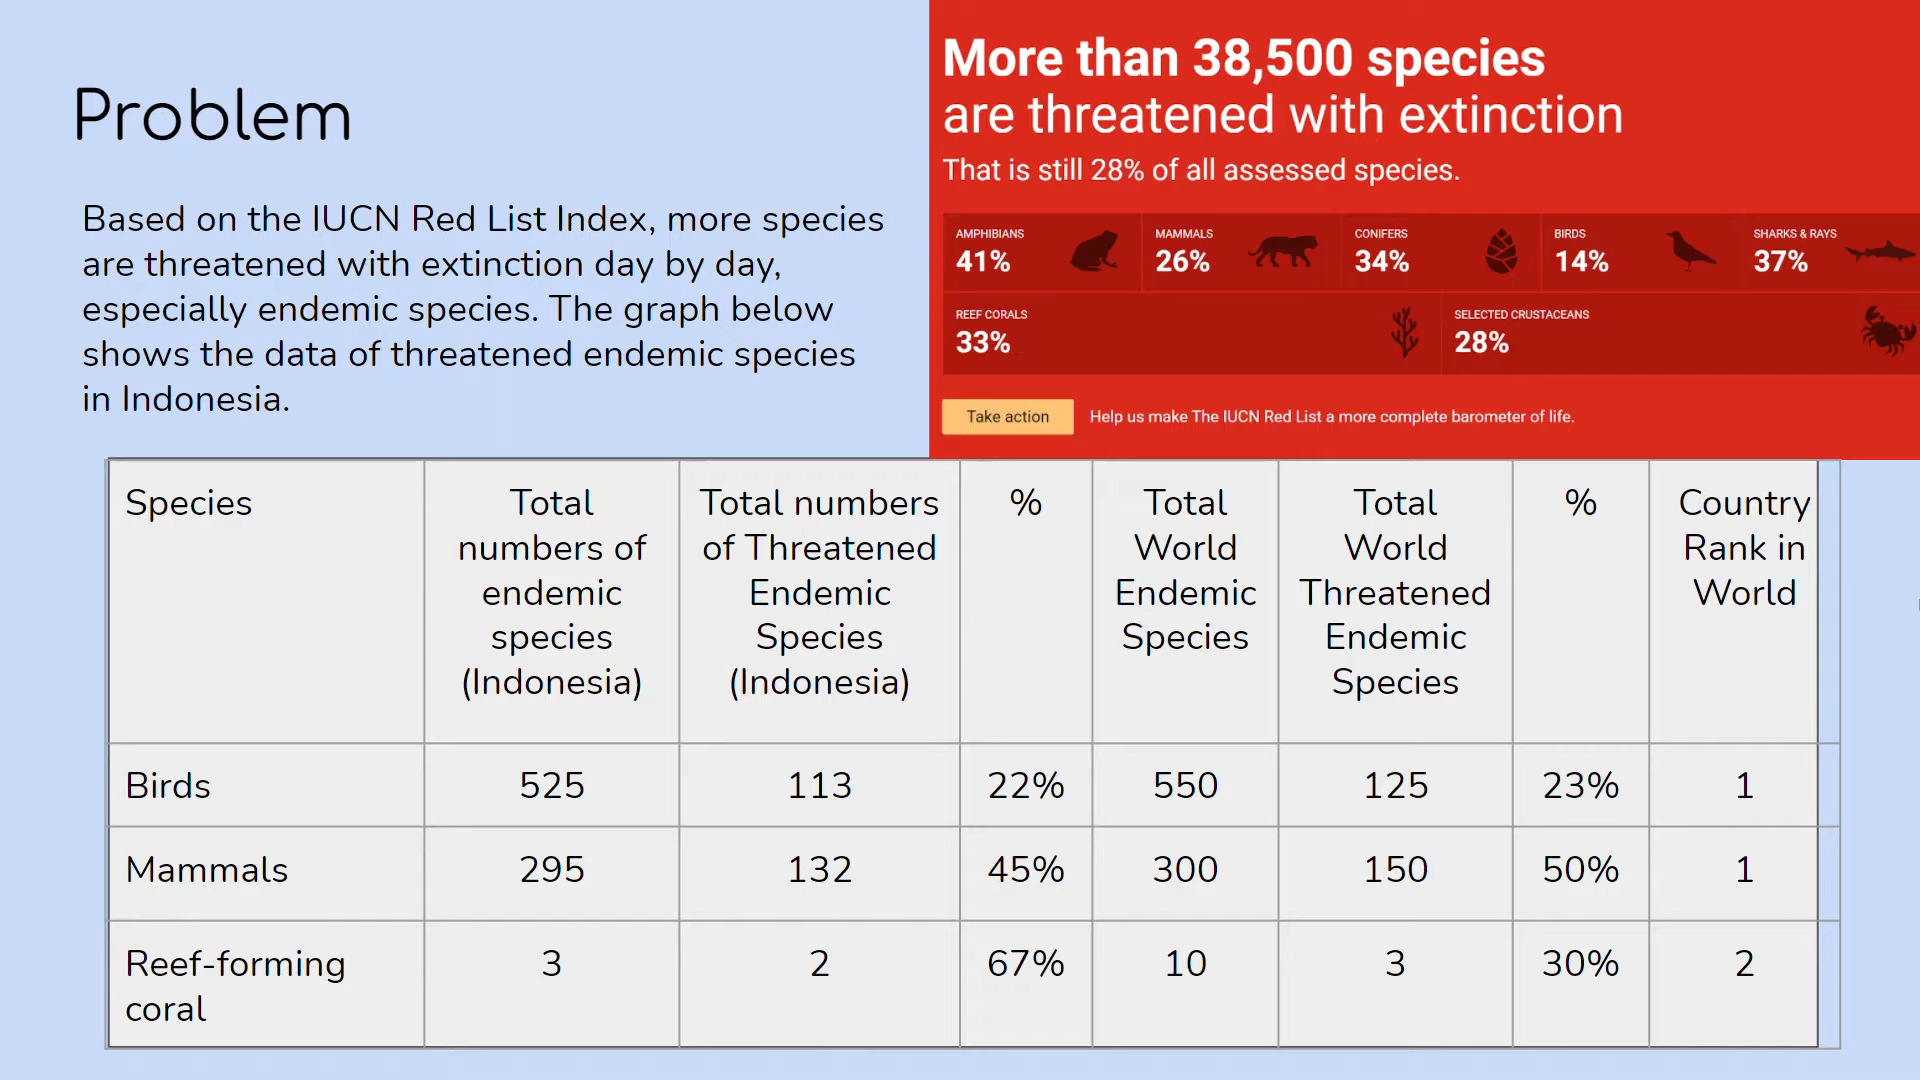 Problem
Based on the IUCN Red List Index, more species
are threatened with extinction day by day,
especially endemic species. The graph below
shows the data of threatened endemic species
in Indonesia.
More than 38,500 species
are threatened with extinction
That is still 28% of all assessed species.
AMPHIBIANS
41%
MAMMALS
26%
CONIFERS
34%
BIRDS
14%
SHARKS & RAYS
37%
REEF CORALS
33%
SELECTED CRUSTACEANS
28%
Take action
Help us make The IUCN Red List a more complete barometer of life.
Species
Total
numbers of
endemic
species
(Indonesia)
Total numbers
of Threatened
Endemic
Species
(Indonesia)
%
Total
World
Endemic
Species
Total
World
Threatened
Endemic
Species
%
Country
Rank in
World
Birds 525 113 22% 550 125 23% 1
Mammals 295 132 45% 300 150 50% 1
Reef-forming 3 2 67% 10 3 30% 2
coral